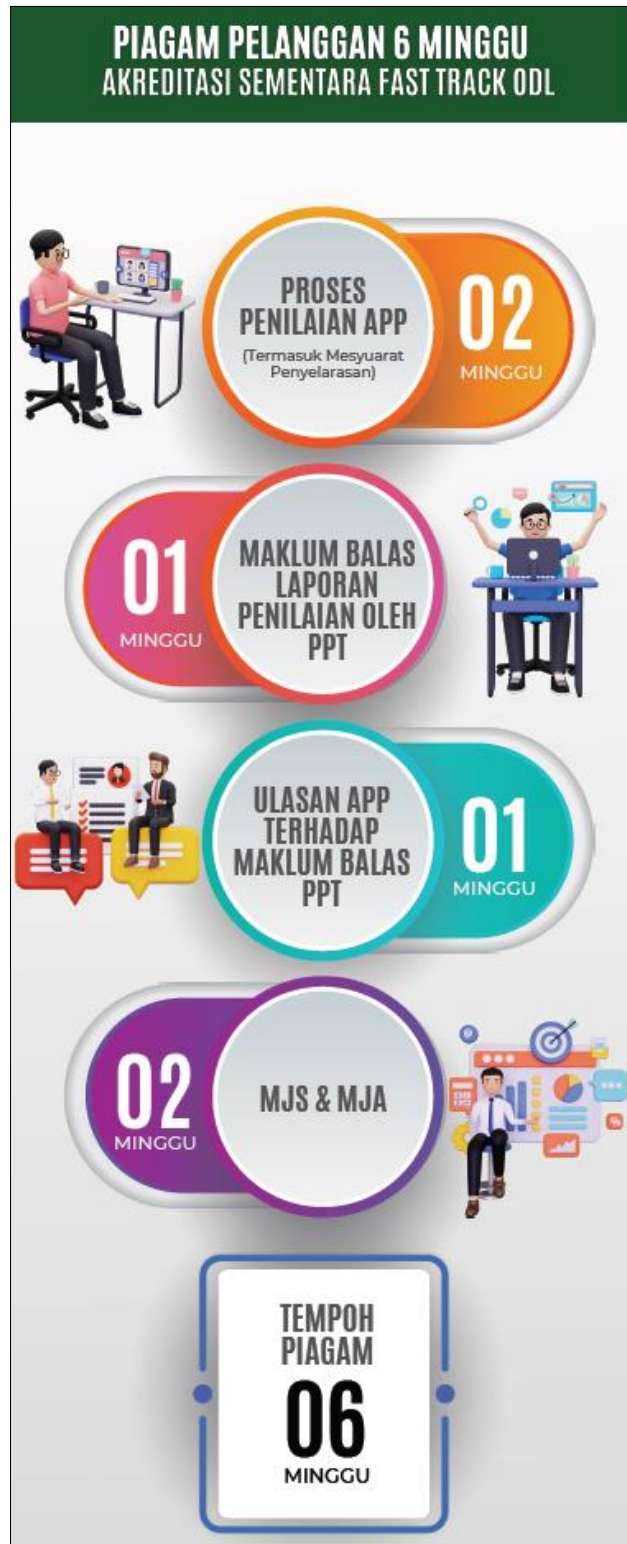 PIAGAM PELANGGAN 6 MINGGU
AKREDITASI SEMENTARA FAST TRACK ODL
PROSES
PENILAIAN APP
(Termasuk Mesyuarat
Penyelarasan)
02
MINGGU
01
MINGGU
MAKLUM BALAS
LAPORAN
PENILAIAN OLEH
PPT
ULASAN APP
TERHADAP
MAKLUM BALAS
PPT
01
MINGGU
02
MINGGU
MJS & MJA
TEMPOH
PIAGAM
06
MINGGU